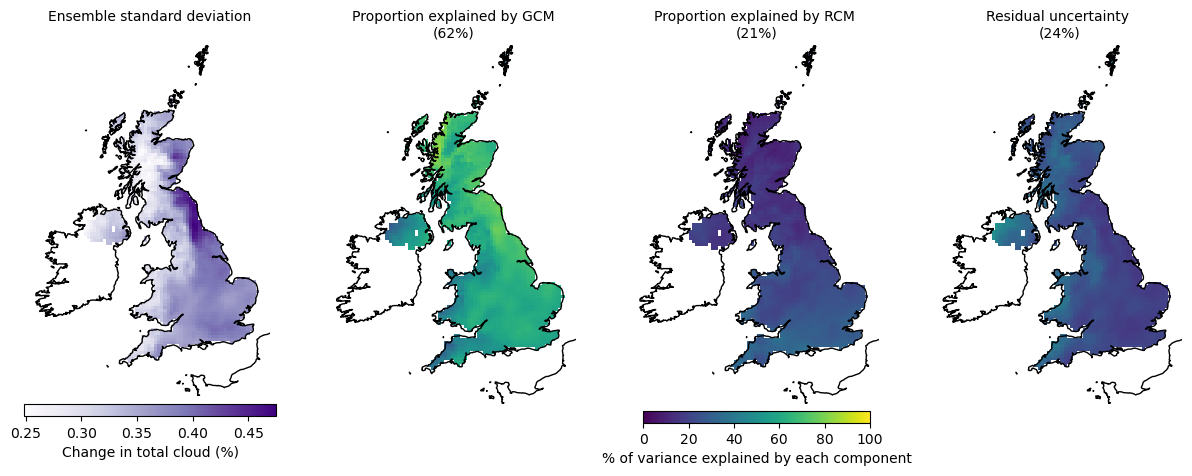 Ensemble standard deviation
Proportion explained by GCM
(62%)
Proportion explained by RCM
(21%)
Residual uncertainty
(24%)
0.25 0.30 0.35 0.40 0.45
Change in total cloud (%)
0 20 40 60 80 100
% of variance explained by each component